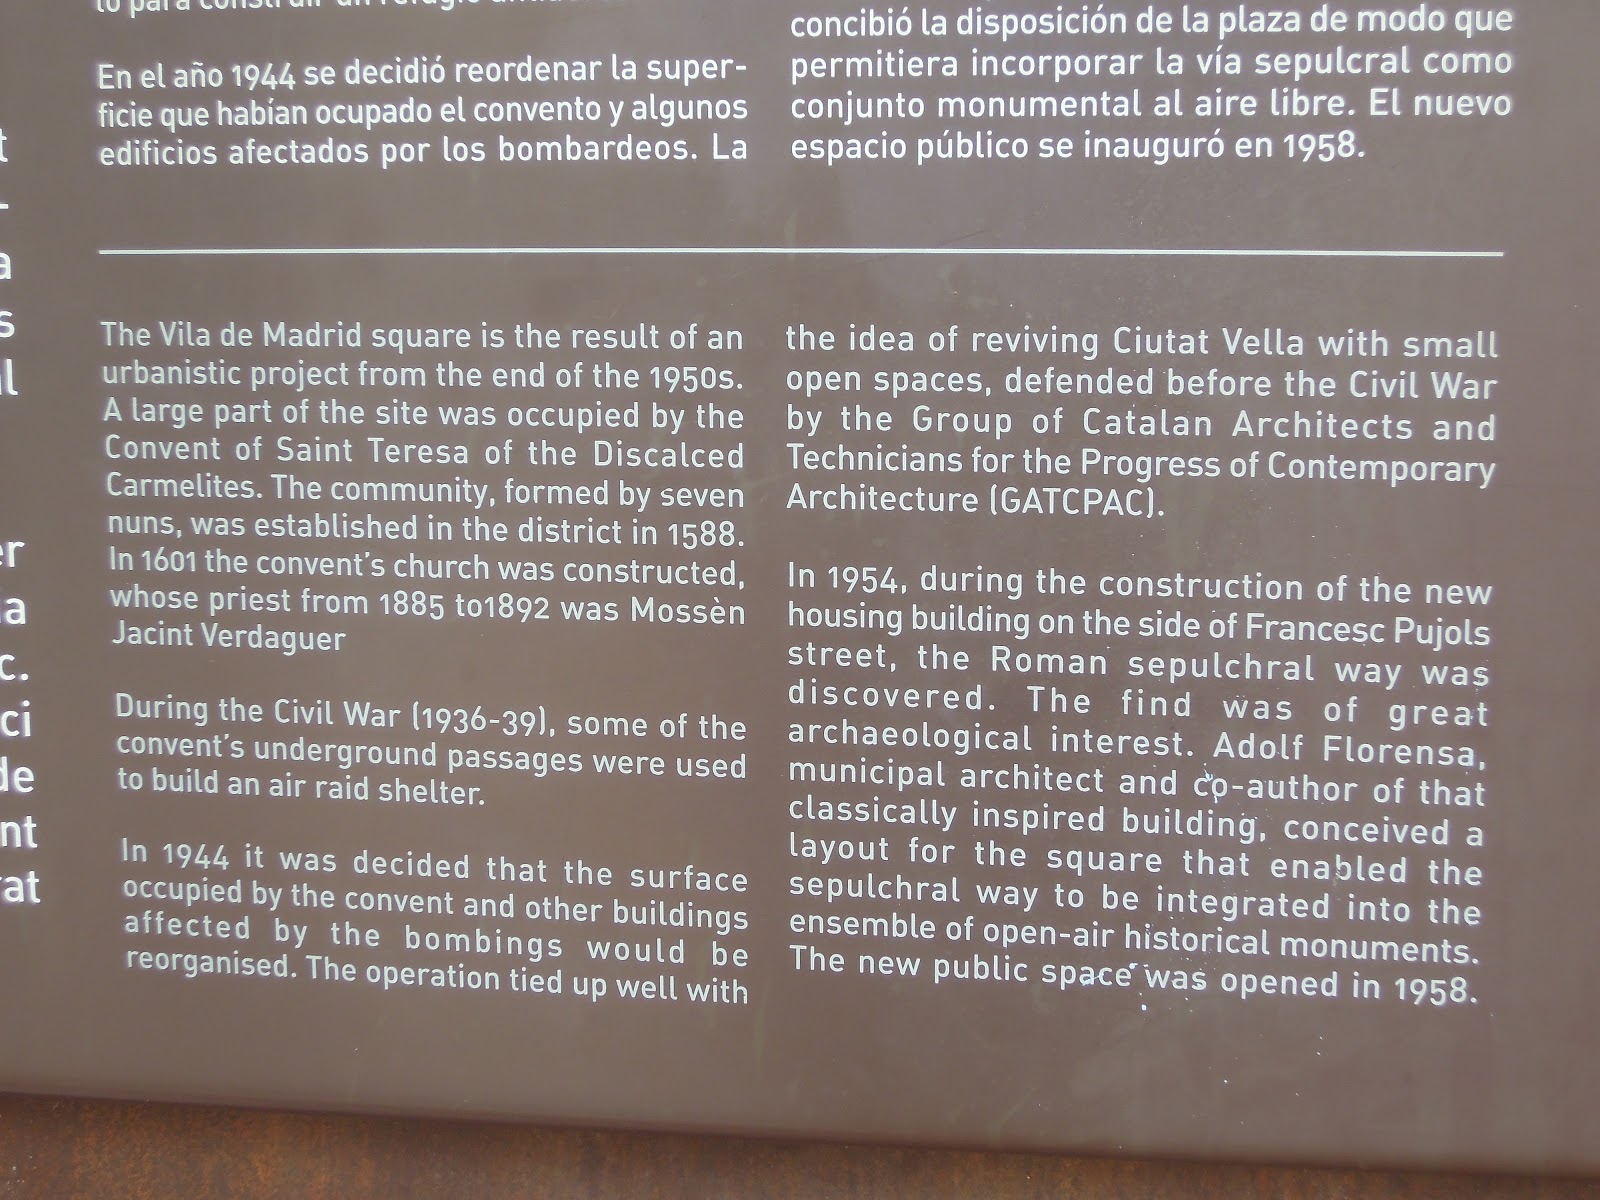 lo para construir un refugio
En el año 1944 se decidió reordenar la super-
ficie que habían ocupado el convento y algunos
edificios afectados por los bombardeos. La
concibió la disposición de la plaza de modo que
permitiera incorporar la vía sepulcral como
conjunto monumental al aire libre. El nuevo
espacio público se inauguró en 1958.
t
-
a
s
al
er
ia
c.
ci
de
nt
rat
The Vila de Madrid square is the result of an
urbanistic project from the end of the 1950s.
A large part of the site was occupied by the
Convent of Saint Teresa of the Discalced
Carmelites. The community, formed by seven
nuns, was established in the district in 1588.
In 1601 the convent's church was constructed,
whose priest from 1885 to1892 was Mossèn
Jacint Verdaguer
During the Civil War (1936-39), some of the
convent's underground passages were used
to build an air raid shelter.
In 1944 it was decided that the surface
occupied by the convent and other buildings
affected by the bombings would be
reorganised. The operation tied up well with
the idea of reviving Ciutat Vella with small
open spaces, defended before the Civil War
by the Group of Catalan Architects and
Technicians for the Progress of Contemporary
Architecture (GATCPAC).
In 1954, during the construction of the new
housing building on the side of Francesc Pujols
street, the Roman sepulchral way was
discovered. The find was of great
archaeological interest. Adolf Florensa,
municipal architect and co-author of that
classically inspired building, conceived a
layout for the square that enabled the
sepulchral way to be integrated into the
ensemble of open-air historical monuments.
The new public space was opened in 1958.